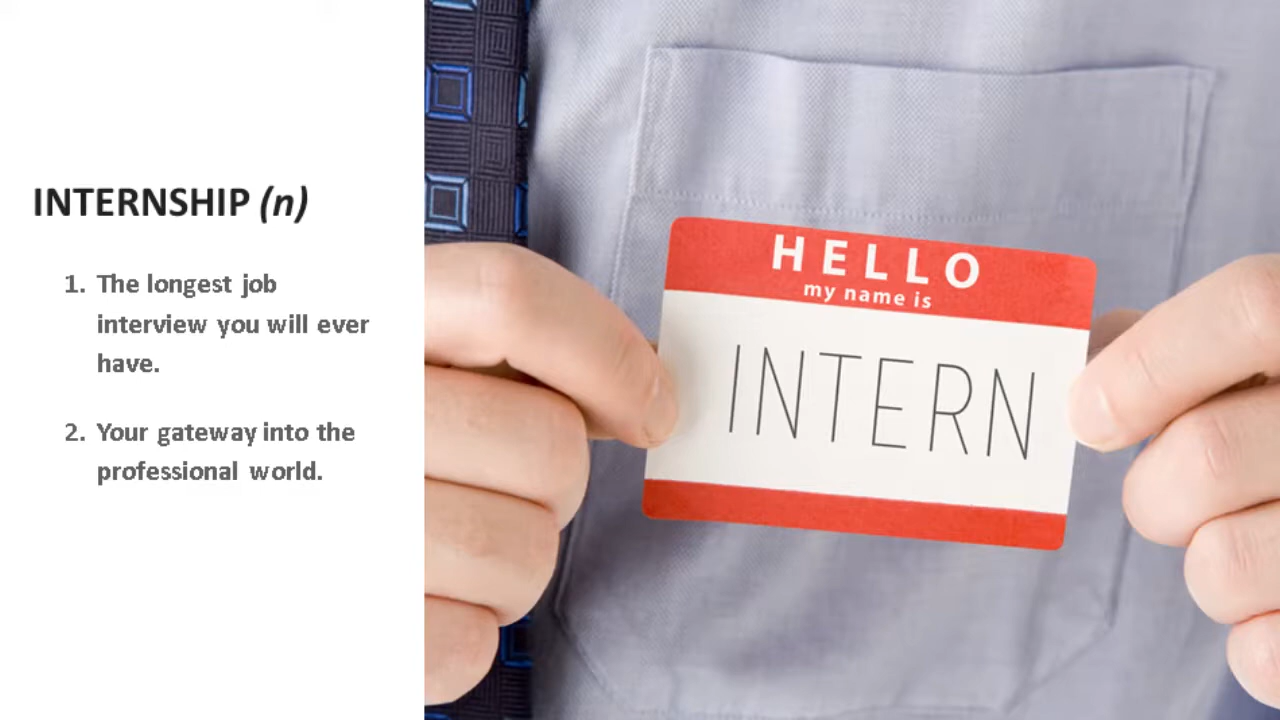 INTERNSHIP (n)
1. The longest job
interview you will ever
have.
2. Your gateway into the
professional world.
HELLO
my name is
INTERN